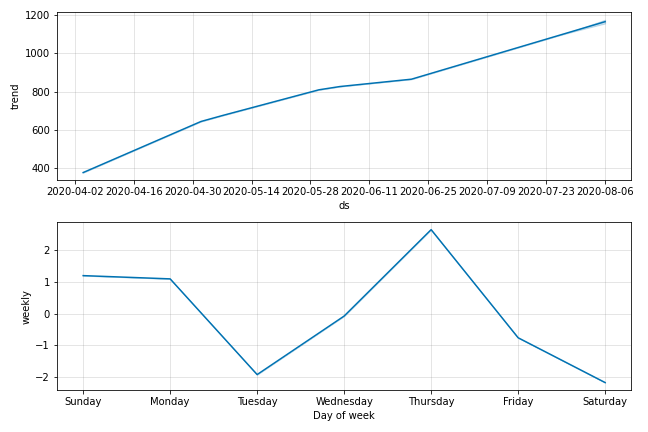 1200
1000
800
600
400
trend
2020-04-02 2020-04-16 2020-04-30 2020-05-14 2020-05-28 2020-06-11 2020-06-25 2020-07-09 2020-07-23 2020-08-06
ds
2
1
0
−1
−2
weekly
Sunday Monday Tuesday Wednesday Thursday Friday Saturday
Day of week